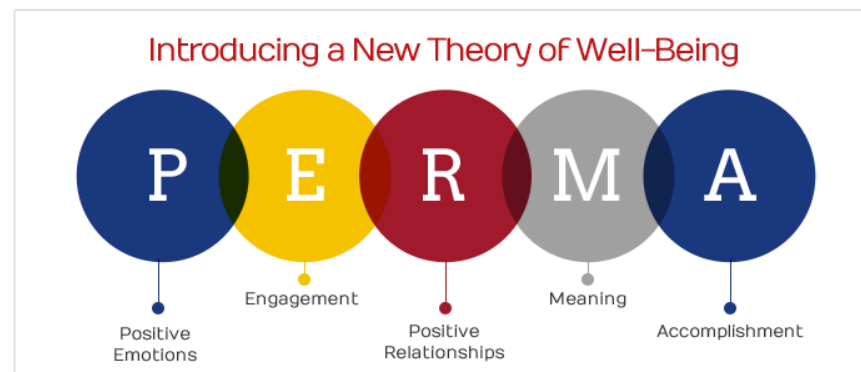 Introducing a New Theory of Well-Being
P E R M A
Positive
Emotions
Engagement
Positive
Relationships
Meaning
Accomplishment